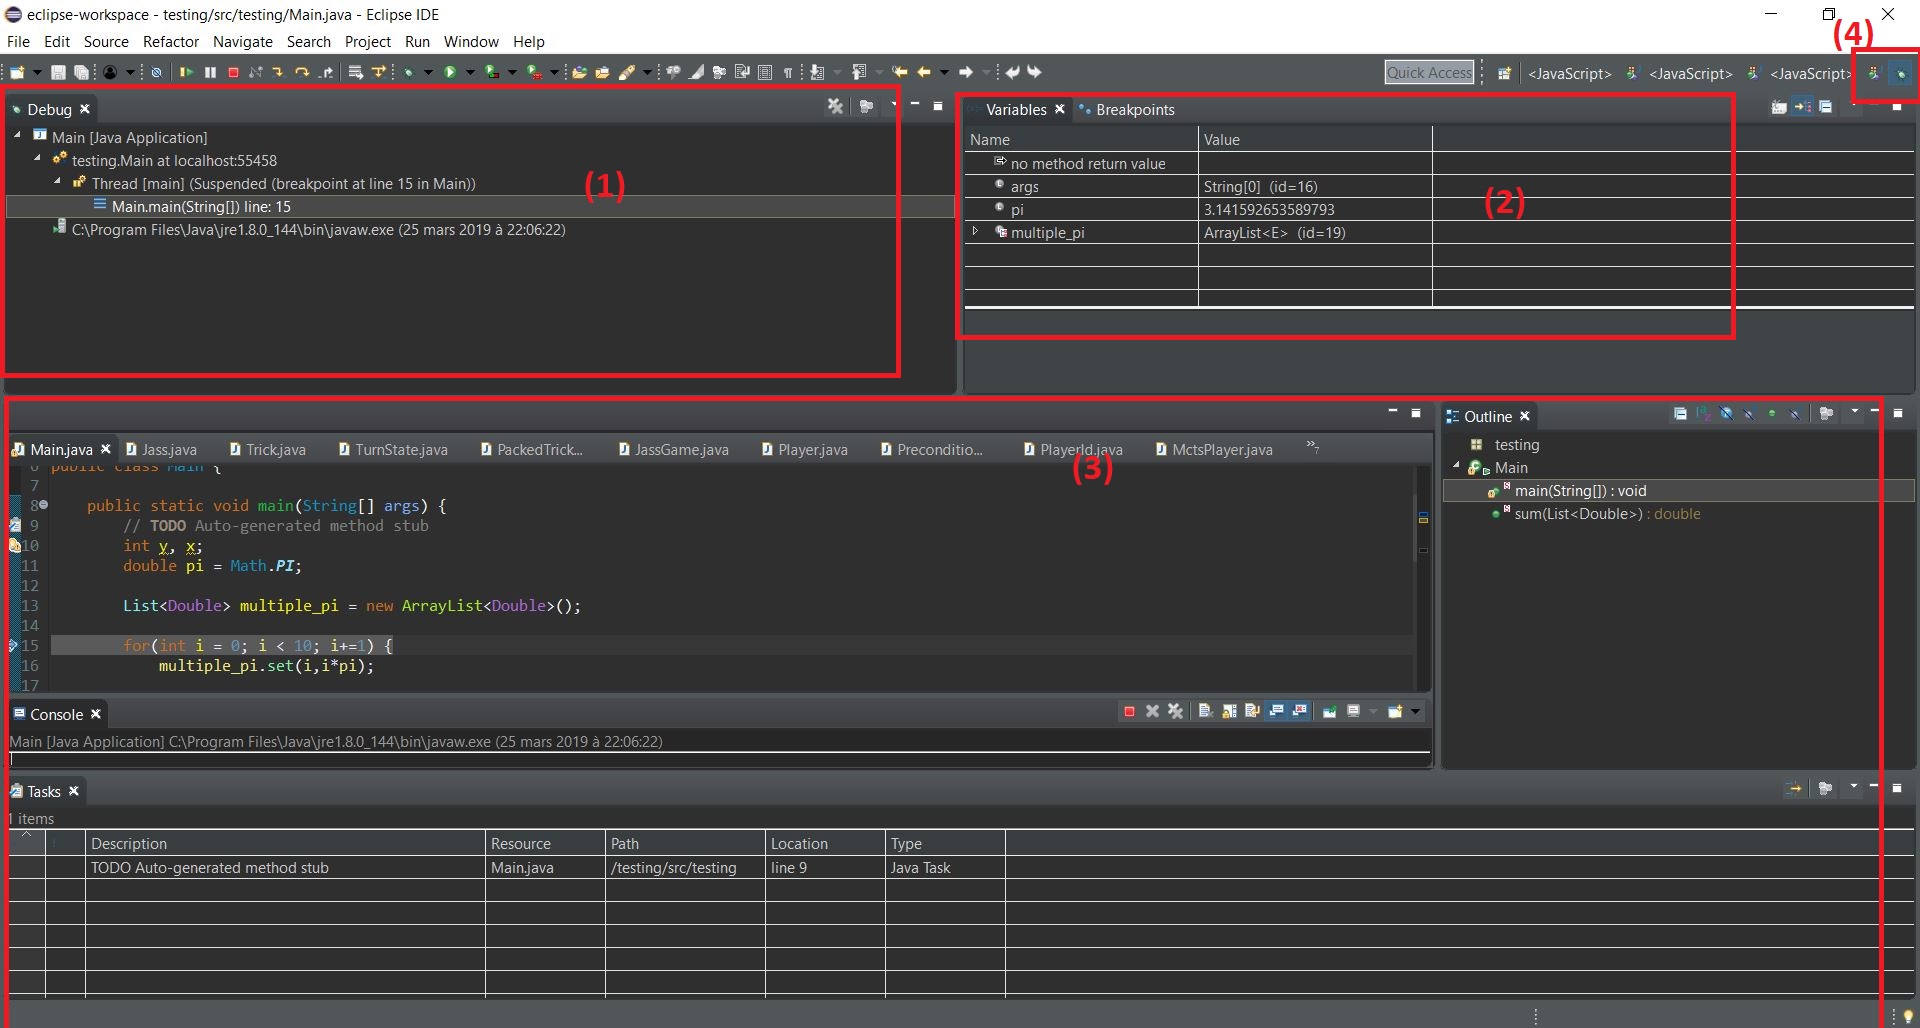 eclipse-workspace - testing/src/testing/Main.java - Eclipse IDE
File Edit Source Refactor Navigate Search Project Run Window Help
(4)
Quick Access <JavaScript> <JavaScript> <JavaScript>
Debug
Main [Java Application]
testing.Main at localhost:55458
Thread [main] (Suspended (breakpoint at line 15 in Main))
Main.main(String[]) line: 15
C:\Program Files\Java\jre1.8.0_144\bin\javaw.exe (25 mars 2019 à 22:06:22)
(1)
Variables Breakpoints
Name Value
no method return value
args String[0] (id=16)
pi 3.141592653589793
multiple_pi ArrayList<E> (id=19)
(2)
Main.java Jass.java Trick.java TurnState.java PackedTrick... JassGame.java Player.java Preconditio... PlayerId.java MctsPlayer.java »7
(3)
6 public class Main {
7
8 public static void main(String[] args) {
9 // TODO Auto-generated method stub
10 int y, x;
11 double pi = Math.PI;
12
13 List<Double> multiple_pi = new ArrayList<Double>();
14
15 for(int i = 0; i < 10; i+=1) {
16 multiple_pi.set(i,i*pi);
17
Outline
testing
Main
main(String[]) : void
sum(List<Double>) : double
Console
Main [Java Application] C:\Program Files\Java\jre1.8.0_144\bin\javaw.exe (25 mars 2019 à 22:06:22)
Tasks
1 items
Description Resource Path Location Type
TODO Auto-generated method stub Main.java /testing/src/testing line 9 Java Task